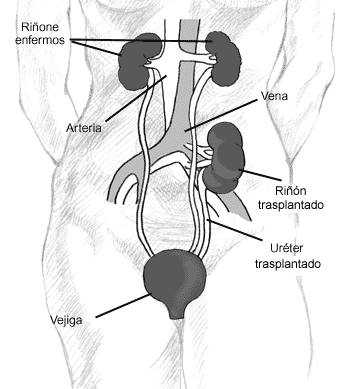 Riñone
enfermos
Arteria
Vena
Riñón
trasplantado
Uréter
trasplantado
Vejiga